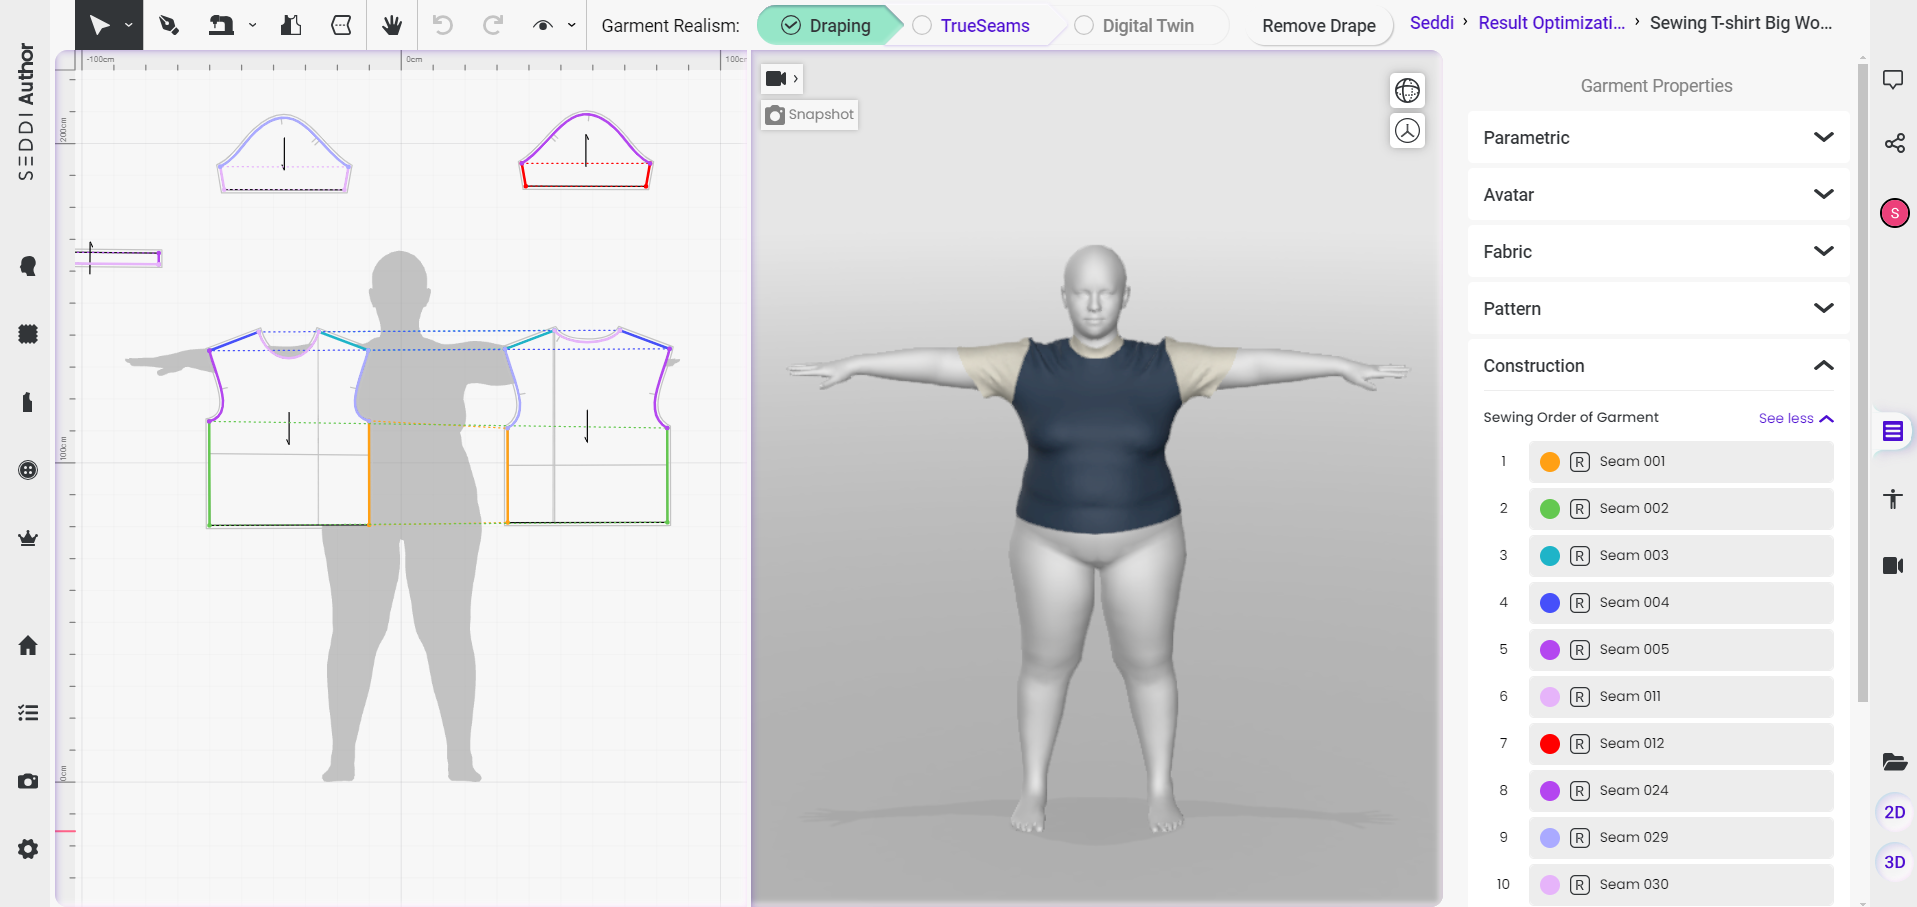 SEDDI Author
Garment Realism:
Draping
TrueSeams
Digital Twin
Remove Drape
Seddi › Result Optimizati... › Sewing T-shirt Big Wo...
-100cm
0cm
100c
200cm
100cm
0cm
Snapshot
Garment Properties
Parametric
Avatar
Fabric
Pattern
Construction
Sewing Order of Garment
See less
1 R Seam 001
2 R Seam 002
3 R Seam 003
4 R Seam 004
5 R Seam 005
6 R Seam 011
7 R Seam 012
8 R Seam 024
9 R Seam 029
10 R Seam 030
S
2D
3D